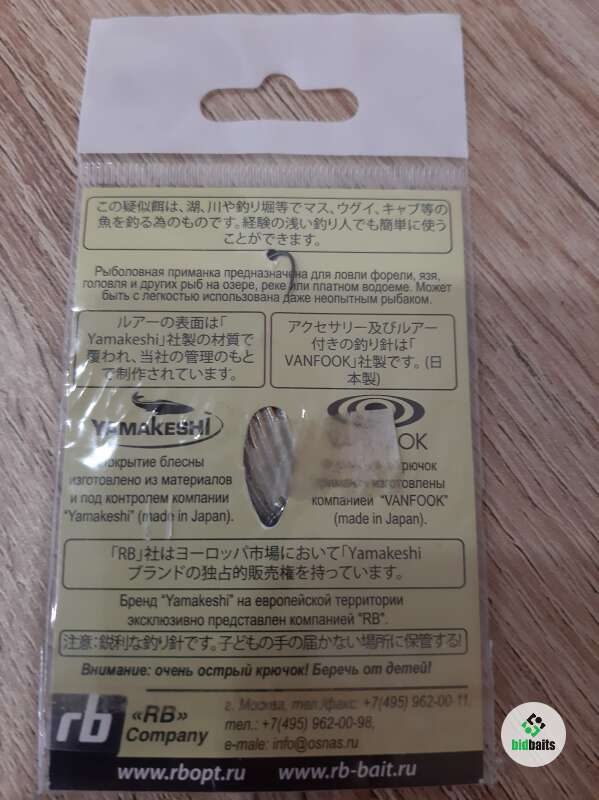 この疑似餌は、湖、川や釣り堀等でマス、ウグイ、キャブ等の
魚を釣る為のものです。経験の浅い釣り人でも簡単に使う
ことができます。
Рыболовная приманка предназначена для ловли форели, язя,
головля и других рыб на озере, реке или платном водоеме. Может
быть с легкостью использована даже неопытным рыбаком.
ルアーの表面は「
Yamakeshi」社製の材質で
覆われ、当社の管理のもと
で制作されています。
アクセサリー及びルアー
付きの釣り針は「
VANFOOK」社製です。(日
本製)
YAMAKESHI
покрытие блесны
изготовлено из материалов
и под контролем компании
“Yamakeshi” (made in Japan).
OOK
крючок
изготовлены
компанией “VANFOOK”
(made in Japan).
「RB」社はヨーロッパ市場において「Yamakeshi
ブランドの独占的販売権を持っています。
Бренд “Yamakeshi” на европейской территории
эксклюзивно представлен компанией “RB”.
注意：鋭利な釣り針です。子どもの手の届かない場所に保管する!
Внимание: очень острый крючок! Беречь от детей!
rb
«RB»
Company
г. Москва, тел./факс: +7(495) 962-00-11,
тел.: +7(495) 962-00-98,
e-male: info@osnas.ru
www.rbopt.ru www.rb-bait.ru
bidbaits